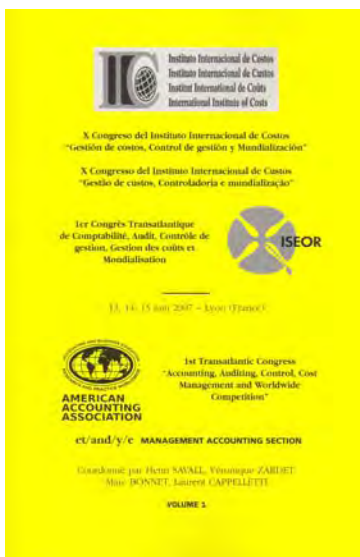 Instituto Internacional de Costos
Instituto Internacional de Custos
Institut International de Coûts
International Institute of Costs
X Congreso del Instituto Internacional de Costos
"Gestión de costos, Control de gestión y Mundialización"
X Congresso del Instituto Internacional de Custos
"Gestão de custos, Controladoria e mundialização"
1er Congrès Transatlantique
de Comptabilité, Audit, Contrôle de
gestion, Gestion des coûts et
Mondialisation
ISEOR
13, 14, 15 juin 2007 – Lyon (France)
1st Transatlantic Congress
"Accounting, Auditing, Control, Cost
Management and Worldwide
Competition"
AMERICAN
ACCOUNTING
ASSOCIATION
et/and/y/e MANAGEMENT ACCOUNTING SECTION
Coordonné par Henri SAVALL, Véronique ZARDET
Marc BONNET, Laurent CAPPELLETTI
VOLUME 1